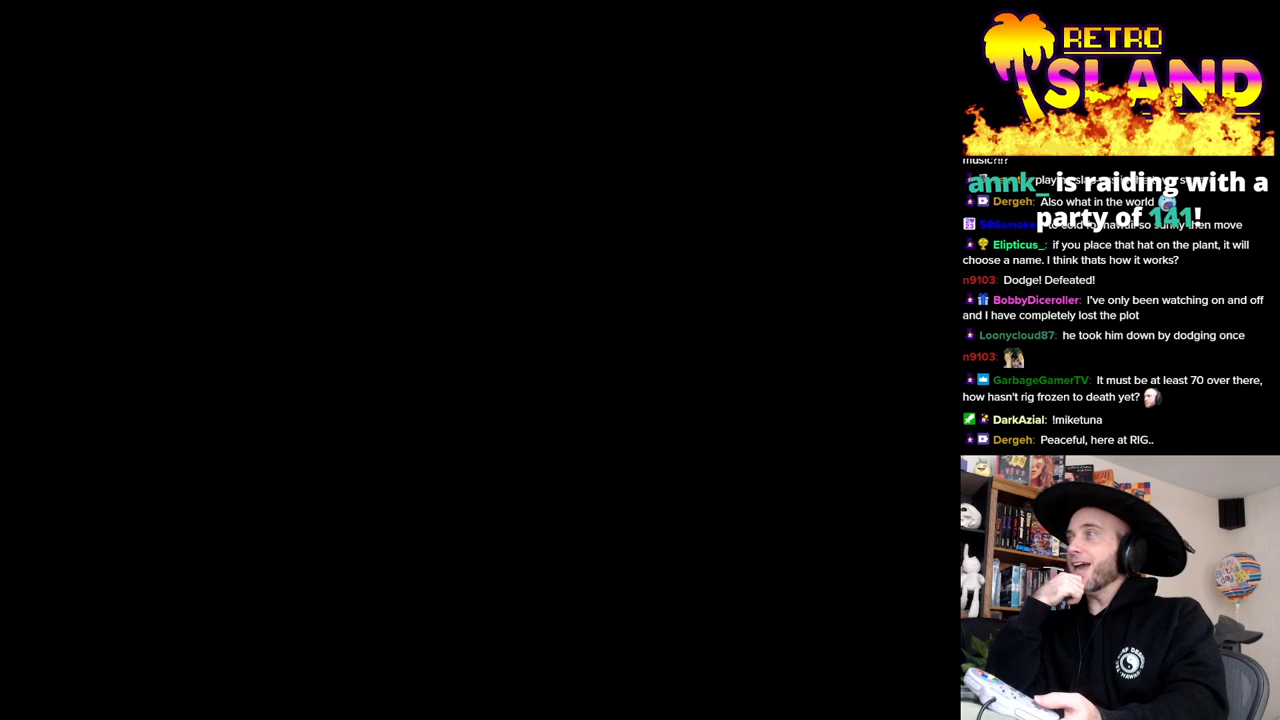 RETRO
ISLAND
music?!!?
annk_ is raiding with a
party of 141!
Dergeh: Also what in the world
to cold for hawaii so sunny then move
Elipticus_: if you place that hat on the plant, it will
choose a name. I think thats how it works?
n9103: Dodge! Defeated!
BobbyDiceroller: I've only been watching on and off
and I have completely lost the plot
Loonycloud87: he took him down by dodging once
n9103:
GarbageGamerTV: It must be at least 70 over there,
how hasn't rig frozen to death yet?
DarkAzial: !miketuna
Dergeh: Peaceful, here at RIG..